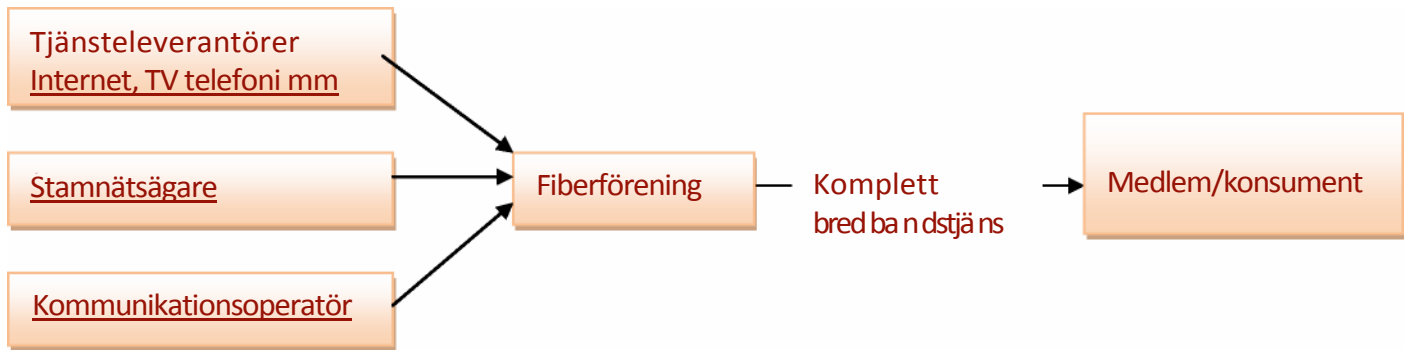 Tjänsteleverantörer
Internet, TV telefoni mm
Stamnätsägare
Kommunikationsoperatör
Fiberförening
Komplett
bredbandstjäns
Medlem/konsument